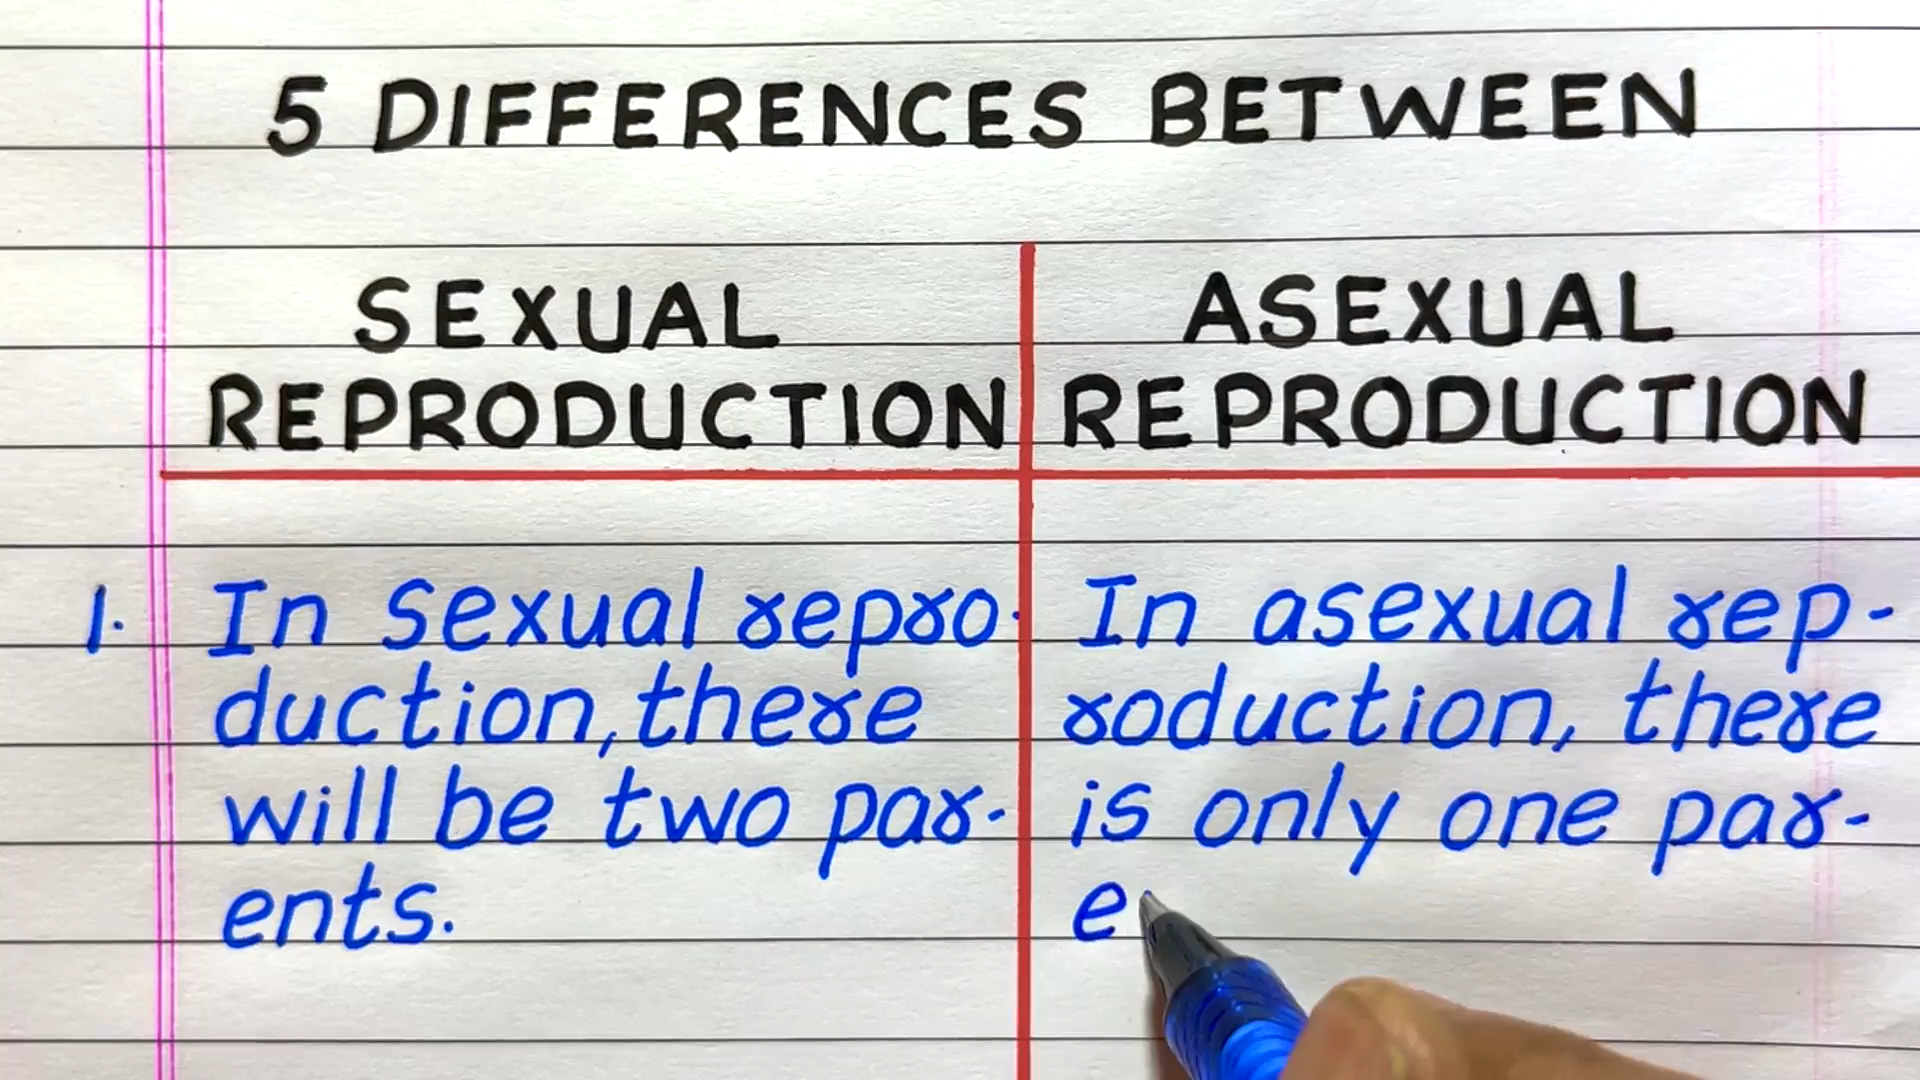 5 DIFFERENCES BETWEEN
SEXUAL
REPRODUCTION
ASEXUAL
REPRODUCTION
1. In sexual repro-
duction, there
will be two par-
ents.
In asexual rep-
roduction, there
is only one par-
e